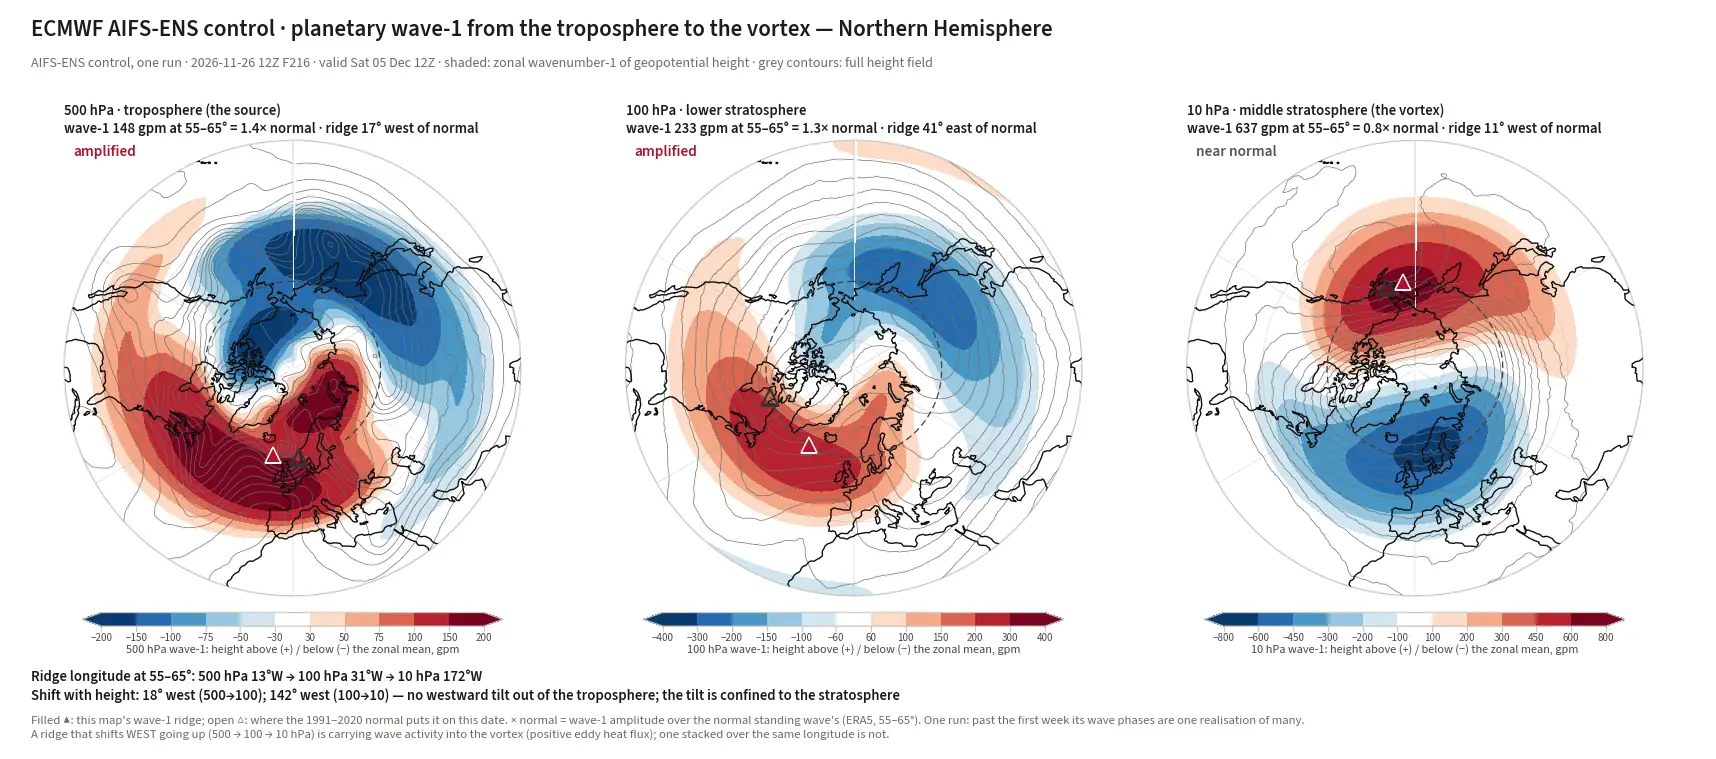 ECMWF AIFS-ENS control · planetary wave-1 from the troposphere to the vortex — Northern Hemisphere
AIFS-ENS control, one run · 2026-11-26 12Z F216 · valid Sat 05 Dec 12Z · shaded: zonal wavenumber-1 of geopotential height · grey contours: full height field
500 hPa · troposphere (the source)
wave-1 148 gpm at 55–65° = 1.4× normal · ridge 17° west of normal
amplified
100 hPa · lower stratosphere
wave-1 233 gpm at 55–65° = 1.3× normal · ridge 41° east of normal
amplified
10 hPa · middle stratosphere (the vortex)
wave-1 637 gpm at 55–65° = 0.8× normal · ridge 11° west of normal
near normal
−200 −150 −100 −75 −50 −30 30 50 75 100 150 200
500 hPa wave-1: height above (+) / below (−) the zonal mean, gpm
−400 −300 −200 −150 −100 −60 60 100 150 200 300 400
100 hPa wave-1: height above (+) / below (−) the zonal mean, gpm
−800 −600 −450 −300 −200 −100 100 200 300 450 600 800
10 hPa wave-1: height above (+) / below (−) the zonal mean, gpm
Ridge longitude at 55–65°: 500 hPa 13°W → 100 hPa 31°W → 10 hPa 172°W
Shift with height: 18° west (500→100); 142° west (100→10) — no westward tilt out of the troposphere; the tilt is confined to the stratosphere
Filled ▲: this map's wave-1 ridge; open △: where the 1991–2020 normal puts it on this date. × normal = wave-1 amplitude over the normal standing wave's (ERA5, 55–65°). One run: past the first week its wave phases are one realisation of many.
A ridge that shifts WEST going up (500 → 100 → 10 hPa) is carrying wave activity into the vortex (positive eddy heat flux); one stacked over the same longitude is not.